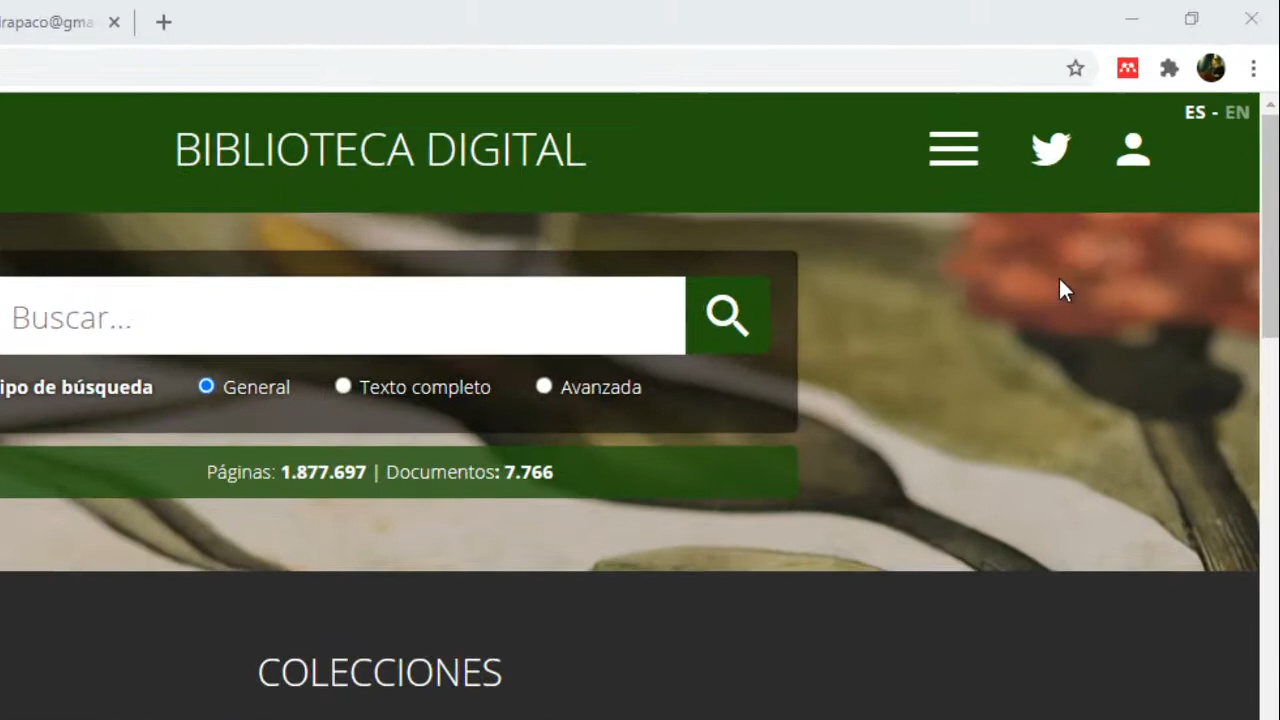 rapaco@gma
ES - EN
BIBLIOTECA DIGITAL
Buscar...
ipo de búsqueda General Texto completo Avanzada
Páginas: 1.877.697 | Documentos: 7.766
COLECCIONES